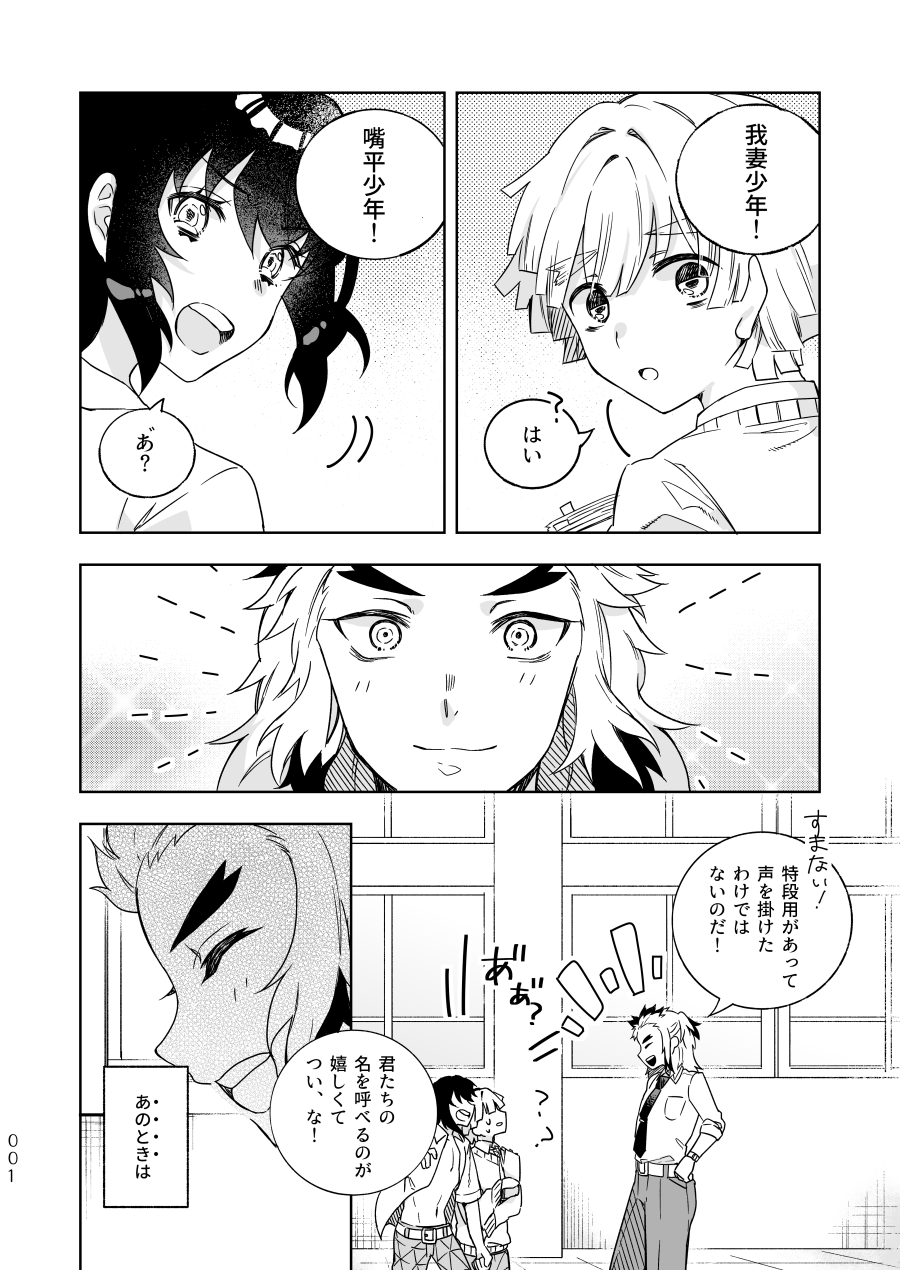 我妻少年！
はい
？
嘴平少年！
あ゛？
すまない！
特段用があって
声を掛けた
わけでは
ないのだ！
あ゛
あ゛？
？
？
君たちの
名を呼べるのが
嬉しくて
つい、な！
あのときは
001